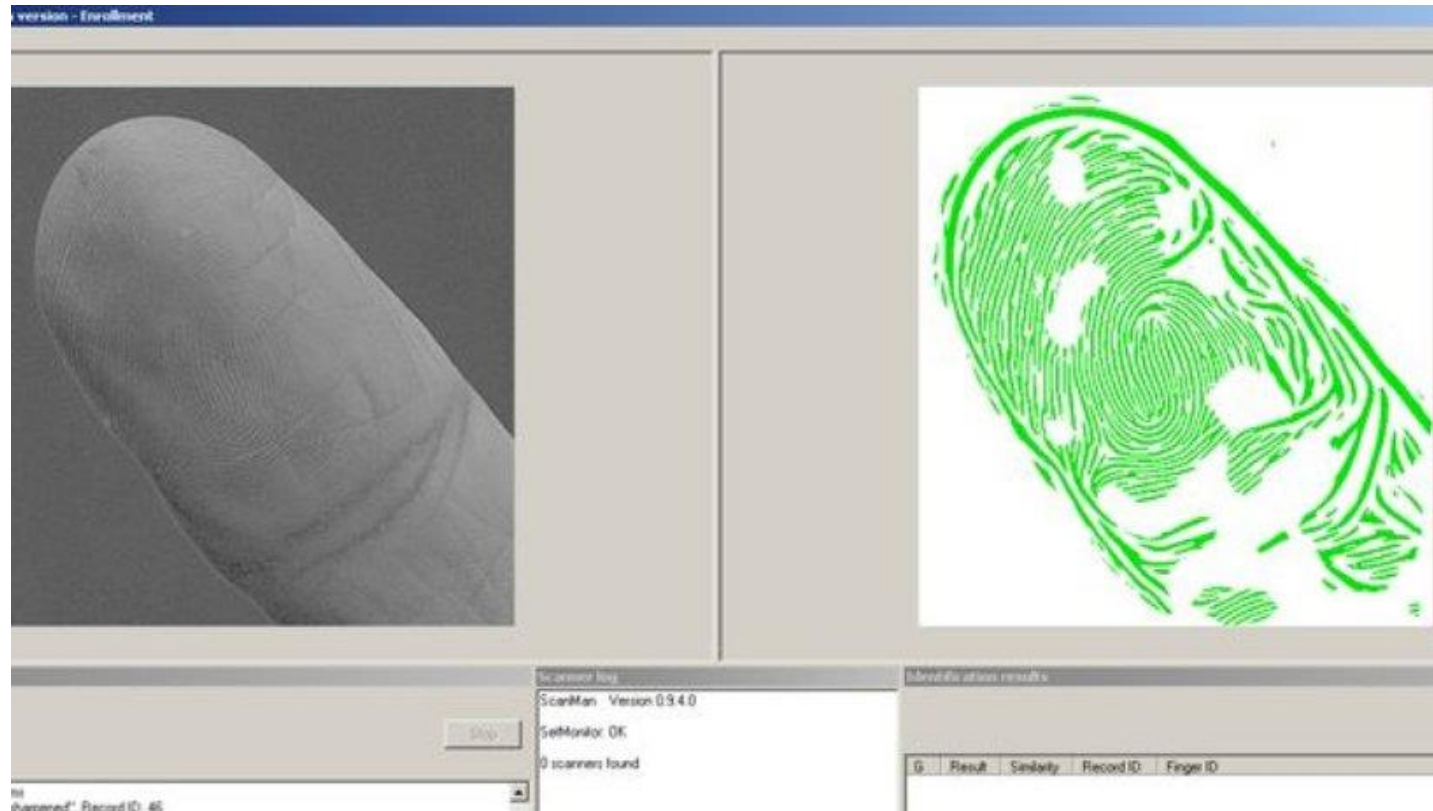 version - Enrollment
Scanner log
Identification results
ScanMan Version 0.9.4.0
SetMonitor: OK
0 scanners found
Stop
G Result Similarity Record ID Finger ID
Record ID: 46